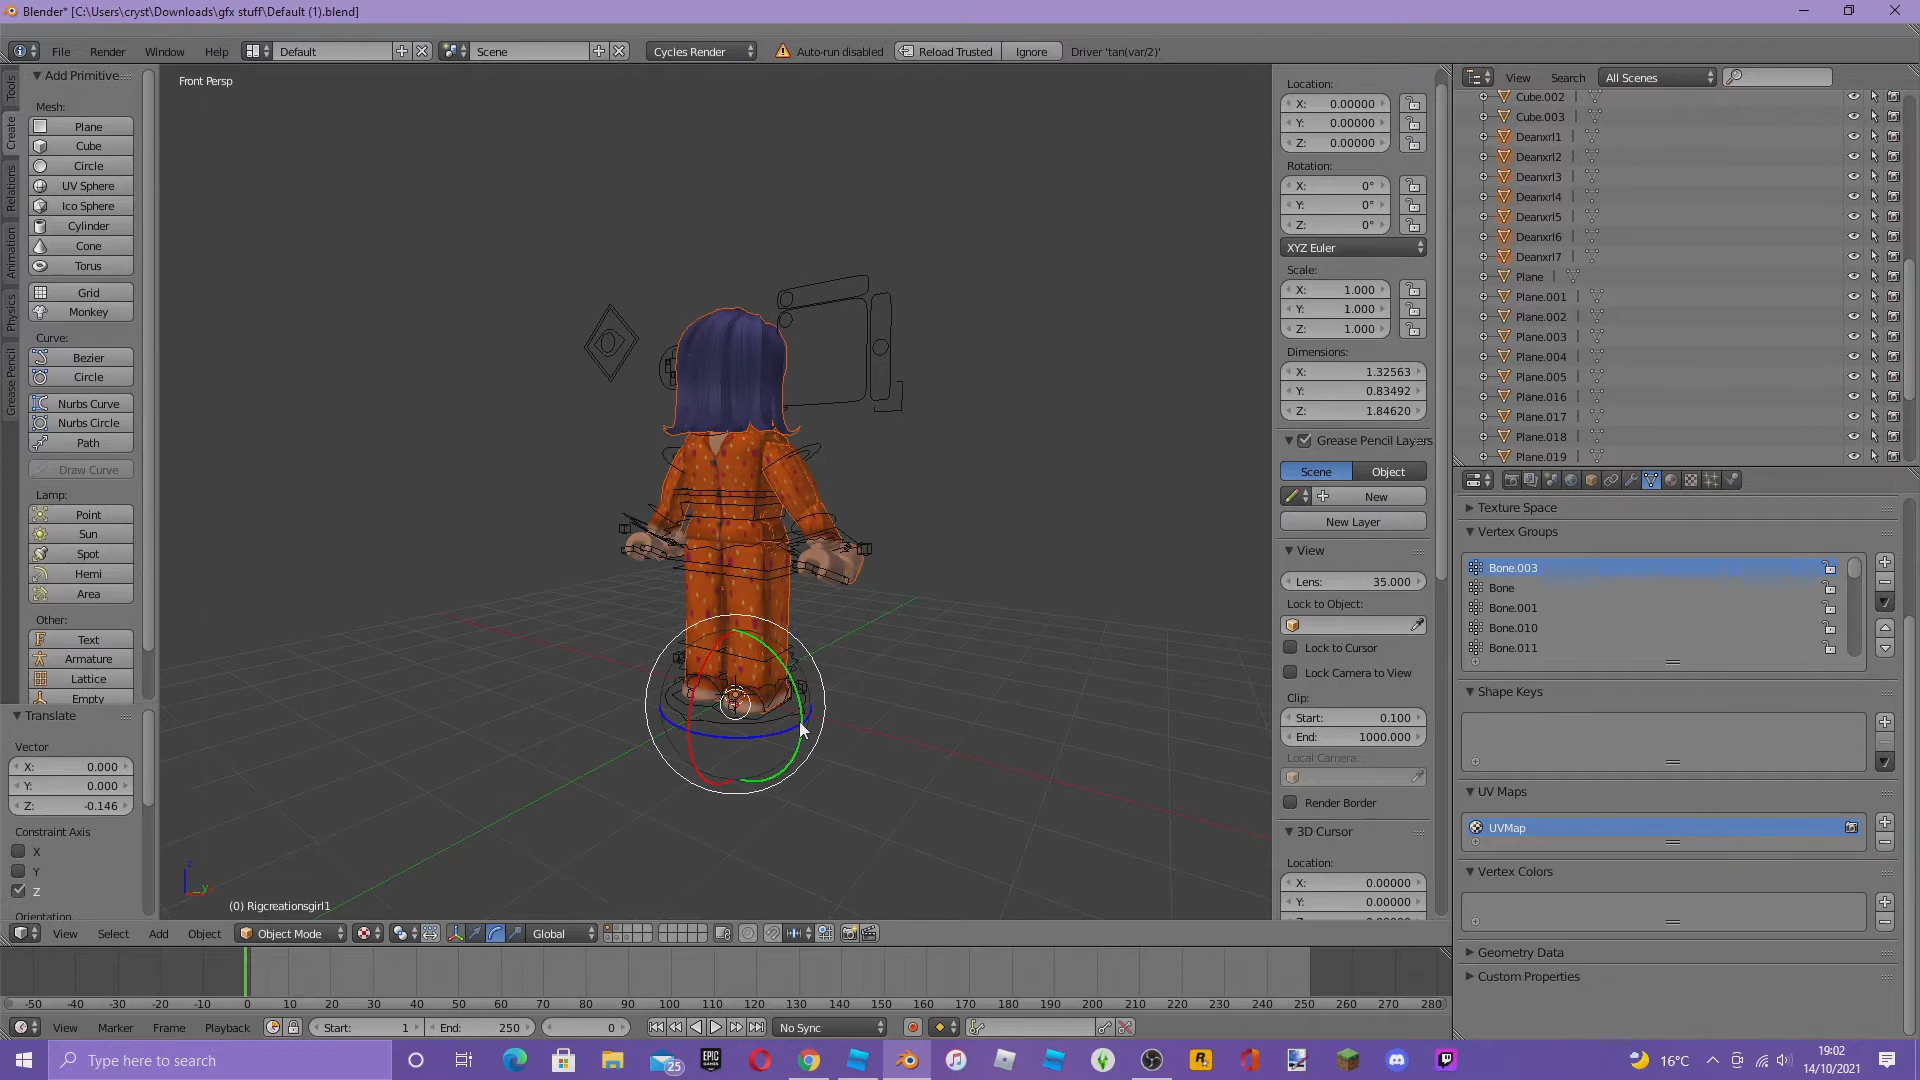 Blender* [C:\Users\cryst\Downloads\gfx stuff\Default (1).blend]
File Render Window Help Default Scene Cycles Render Auto-run disabled Reload Trusted Ignore Driver 'tan(var/2)'
Tools
Create
Relations
Animation
Physics
Grease Pencil
Add Primitive
Mesh:
Plane
Cube
Circle
UV Sphere
Ico Sphere
Cylinder
Cone
Torus
Grid
Monkey
Curve:
Bezier
Circle
Nurbs Curve
Nurbs Circle
Path
Draw Curve
Lamp:
Point
Sun
Spot
Hemi
Area
Other:
Text
Armature
Lattice
Empty
Translate
Vector
X: 0.000
Y: 0.000
Z: -0.146
Constraint Axis
X
Y
Z
Orientation
Front Persp
z
y
(0) Rigcreationsgirl1
Location:
X: 0.00000
Y: 0.00000
Z: 0.00000
Rotation:
X: 0°
Y: 0°
Z: 0°
XYZ Euler
Scale:
X: 1.000
Y: 1.000
Z: 1.000
Dimensions:
X: 1.32563
Y: 0.83492
Z: 1.84620
Grease Pencil Layers
Scene Object
New
New Layer
View
Lens: 35.000
Lock to Object:
Lock to Cursor
Lock Camera to View
Clip:
Start: 0.100
End: 1000.000
Local Camera:
Render Border
3D Cursor
Location:
X: 0.00000
Y: 0.00000
View Search All Scenes
Cube.002
Cube.003
Deanxrl1
Deanxrl2
Deanxrl3
Deanxrl4
Deanxrl5
Deanxrl6
Deanxrl7
Plane
Plane.001
Plane.002
Plane.003
Plane.004
Plane.005
Plane.016
Plane.017
Plane.018
Plane.019
Texture Space
Vertex Groups
Bone.003
Bone
Bone.001
Bone.010
Bone.011
Shape Keys
UV Maps
UVMap
Vertex Colors
Geometry Data
Custom Properties
View Select Add Object Object Mode Global
-50 -40 -30 -20 -10 0 10 20 30 40 50 60 70 80 90 100 110 120 130 140 150 160 170 180 190 200 210 220 230 240 250 260 270 280
View Marker Frame Playback Start: 1 End: 250 0 No Sync
Type here to search
25
EPIC GAMES
16°C
19:02
14/10/2021